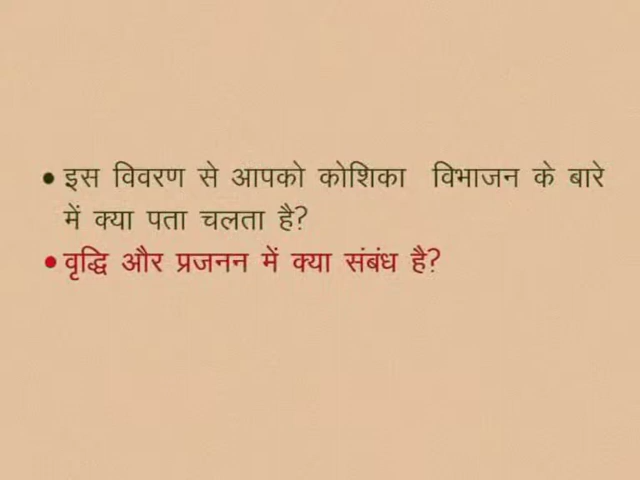 • इस विवरण से आपको कोशिका विभाजन के बारे
में क्या पता चलता है?
• वृद्धि और प्रजनन में क्या संबंध है?